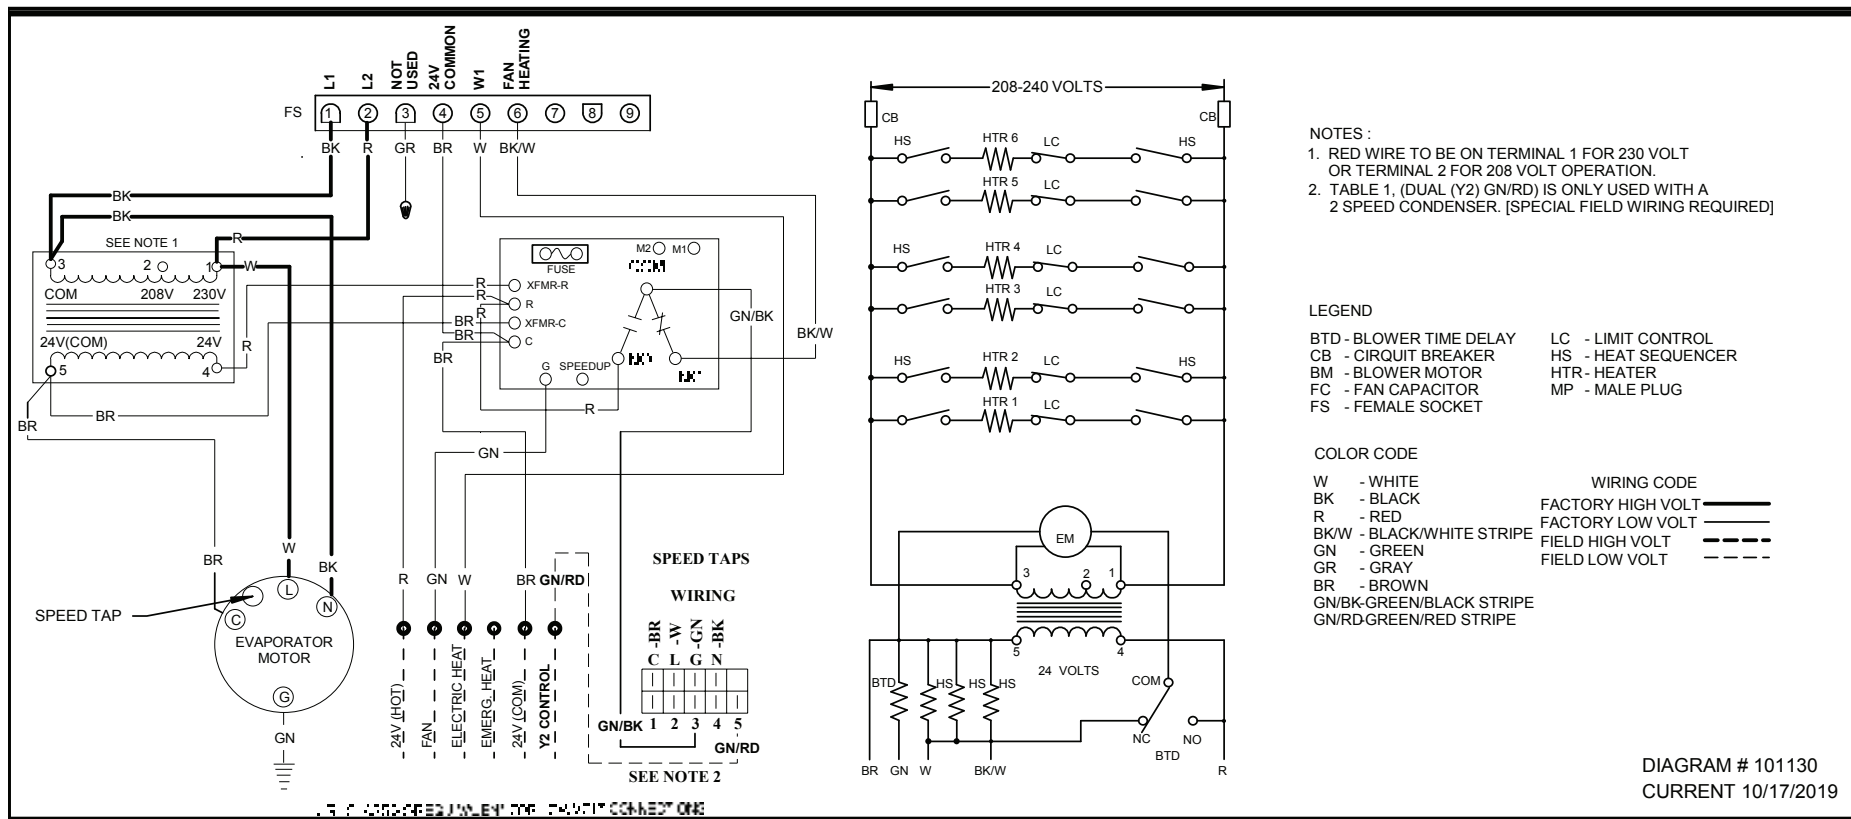 L1
L2
NOT USED
24V COMMON
W1
FAN HEATING
FS
1 2 3 4 5 6 7 8 9
BK R GR BR W BK/W
BK
BK
R
W
SEE NOTE 1
3 2 1
COM 208V 230V
24V(COM) 24V
5 4
R
BR
BR
BR
FUSE
M2 M1
R XFMR-R
R R
R
BR XFMR-C
BR C
BR
G SPEEDUP
GN/BK
BK/W
R
GN
W
BK
SPEED TAP
C
L
N
EVAPORATOR MOTOR
G
GN
R GN W BR GN/RD
24V (HOT)
FAN
ELECTRIC HEAT
EMERG. HEAT
24V (COM)
Y2 CONTROL
SPEED TAPS
WIRING
C -BR
L -W
G -GN
N -BK
GN/BK 1 2 3 4 5
GN/RD
SEE NOTE 2
208-240 VOLTS
CB CB
HS HTR 6 LC HS
HTR 5 LC
HS HTR 4 LC
HTR 3 LC
HS HTR 2 LC HS
HTR 1 LC
EM
3 2 1
5 4
24 VOLTS
BTD HS HS HS
COM
NC NO
BTD
BR GN W BK/W R
NOTES :
1. RED WIRE TO BE ON TERMINAL 1 FOR 230 VOLT
OR TERMINAL 2 FOR 208 VOLT OPERATION.
2. TABLE 1, (DUAL (Y2) GN/RD) IS ONLY USED WITH A
2 SPEED CONDENSER. [SPECIAL FIELD WIRING REQUIRED]
LEGEND
BTD - BLOWER TIME DELAY
CB - CIRQUIT BREAKER
BM - BLOWER MOTOR
FC - FAN CAPACITOR
FS - FEMALE SOCKET
LC - LIMIT CONTROL
HS - HEAT SEQUENCER
HTR- HEATER
MP - MALE PLUG
COLOR CODE
W - WHITE
BK - BLACK
R - RED
BK/W - BLACK/WHITE STRIPE
GN - GREEN
GR - GRAY
BR - BROWN
GN/BK-GREEN/BLACK STRIPE
GN/RD-GREEN/RED STRIPE
WIRING CODE
FACTORY HIGH VOLT
FACTORY LOW VOLT
FIELD HIGH VOLT
FIELD LOW VOLT
DIAGRAM # 101130
CURRENT 10/17/2019